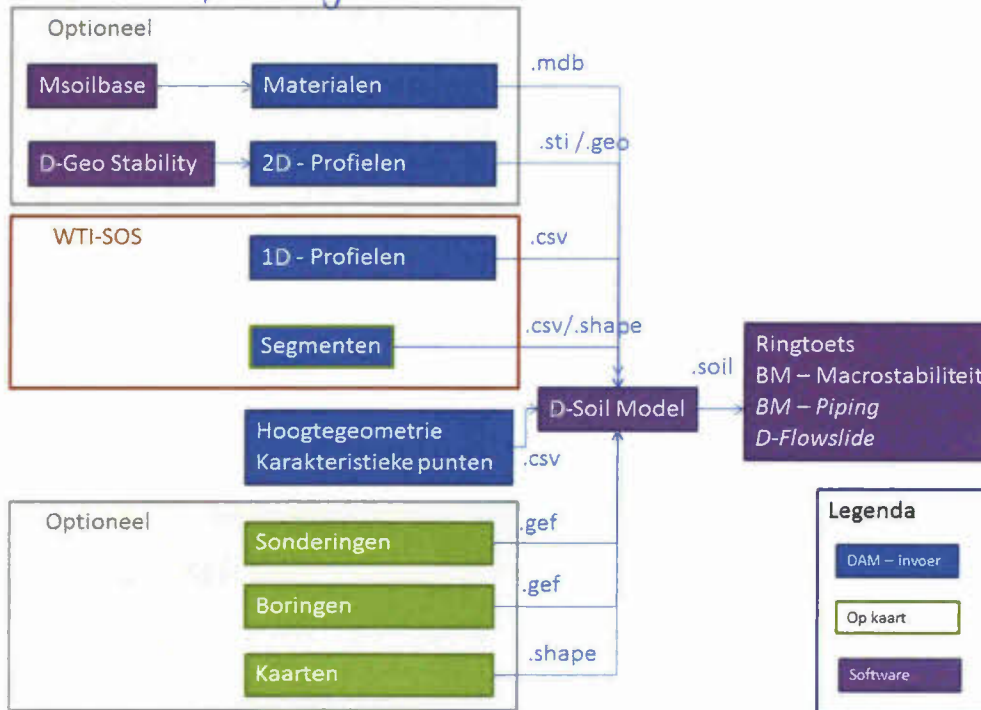 Optioneel
Msoilbase
Materialen
.mdb
D-Geo Stability
2D - Profielen
.sti /.geo
WTI-SOS
1D - Profielen
.csv
Segmenten
.csv/.shape
Hoogtegeometrie
Karakteristieke punten
.csv
D-Soil Model
.soil
Ringtoets
BM – Macrostabiliteit
BM – Piping
D-Flowslide
Optioneel
Sonderingen
.gef
Boringen
.gef
Kaarten
.shape
Legenda
DAM – invoer
Op kaart
Software